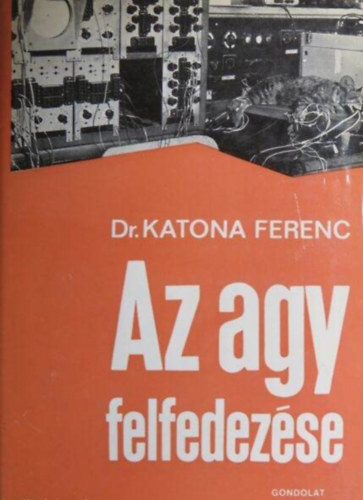 Dr. KATONA FERENC
Az agy
felfedezése
GONDOLAT